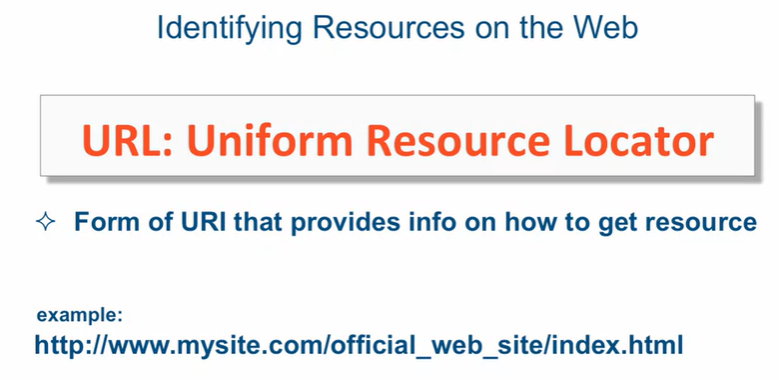 Identifying Resources on the Web
URL: Uniform Resource Locator
✧ Form of URI that provides info on how to get resource
example:
http://www.mysite.com/official_web_site/index.html